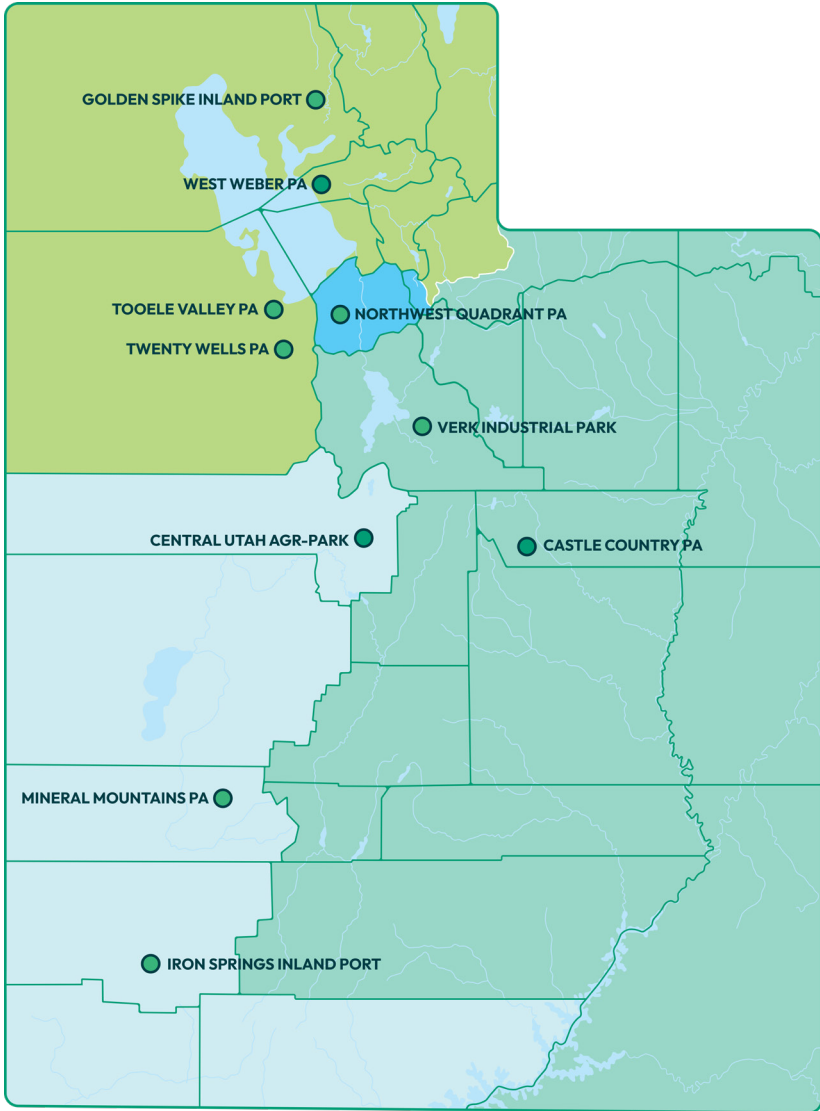 GOLDEN SPIKE INLAND PORT
WEST WEBER PA
TOOELE VALLEY PA
NORTHWEST QUADRANT PA
TWENTY WELLS PA
VERK INDUSTRIAL PARK
CENTRAL UTAH AGR-PARK
CASTLE COUNTRY PA
MINERAL MOUNTAINS PA
IRON SPRINGS INLAND PORT